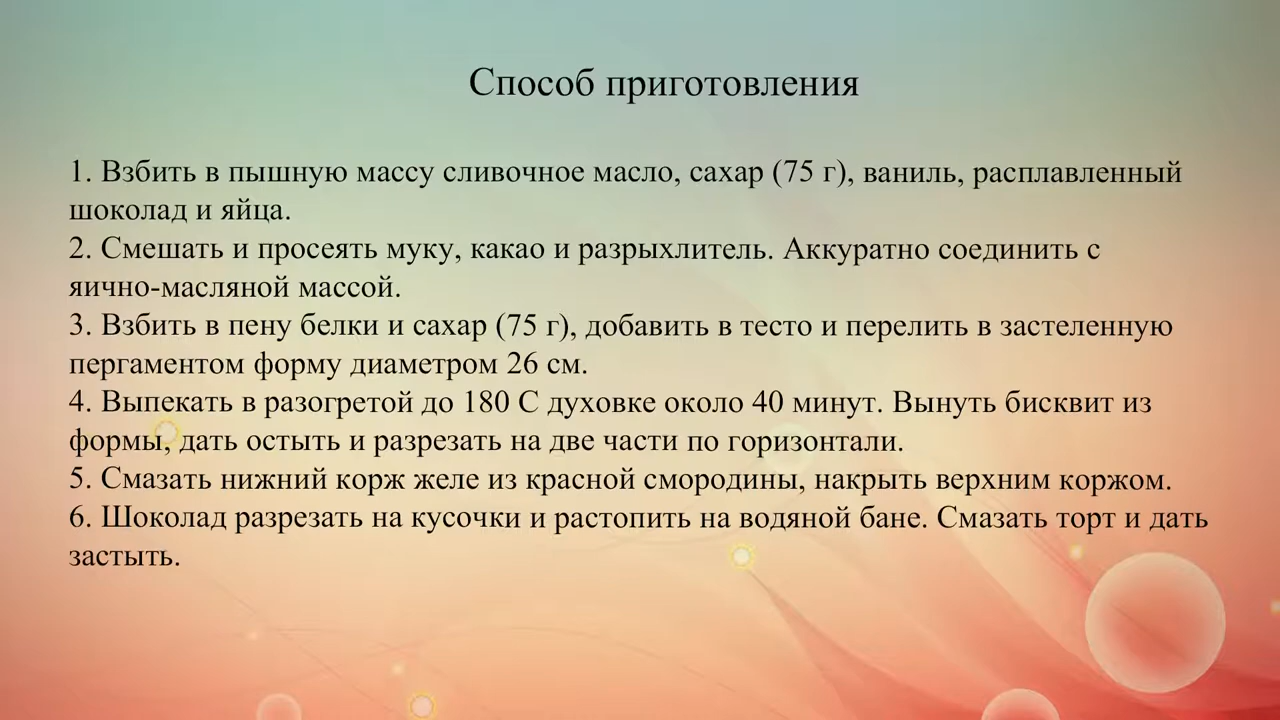 Способ приготовления
1. Взбить в пышную массу сливочное масло, сахар (75 г), ваниль, расплавленный
шоколад и яйца.
2. Смешать и просеять муку, какао и разрыхлитель. Аккуратно соединить с
яично-масляной массой.
3. Взбить в пену белки и сахар (75 г), добавить в тесто и перелить в застеленную
пергаментом форму диаметром 26 см.
4. Выпекать в разогретой до 180 С духовке около 40 минут. Вынуть бисквит из
формы, дать остыть и разрезать на две части по горизонтали.
5. Смазать нижний корж желе из красной смородины, накрыть верхним коржом.
6. Шоколад разрезать на кусочки и растопить на водяной бане. Смазать торт и дать
застыть.